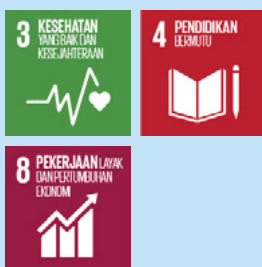 3 KESEHATAN
YANG BAIK DAN
KESEJAHTERAAN
4 PENDIDIKAN
BERMUTU
8 PEKERJAAN LAYAK
DAN PERTUMBUHAN
EKONOMI